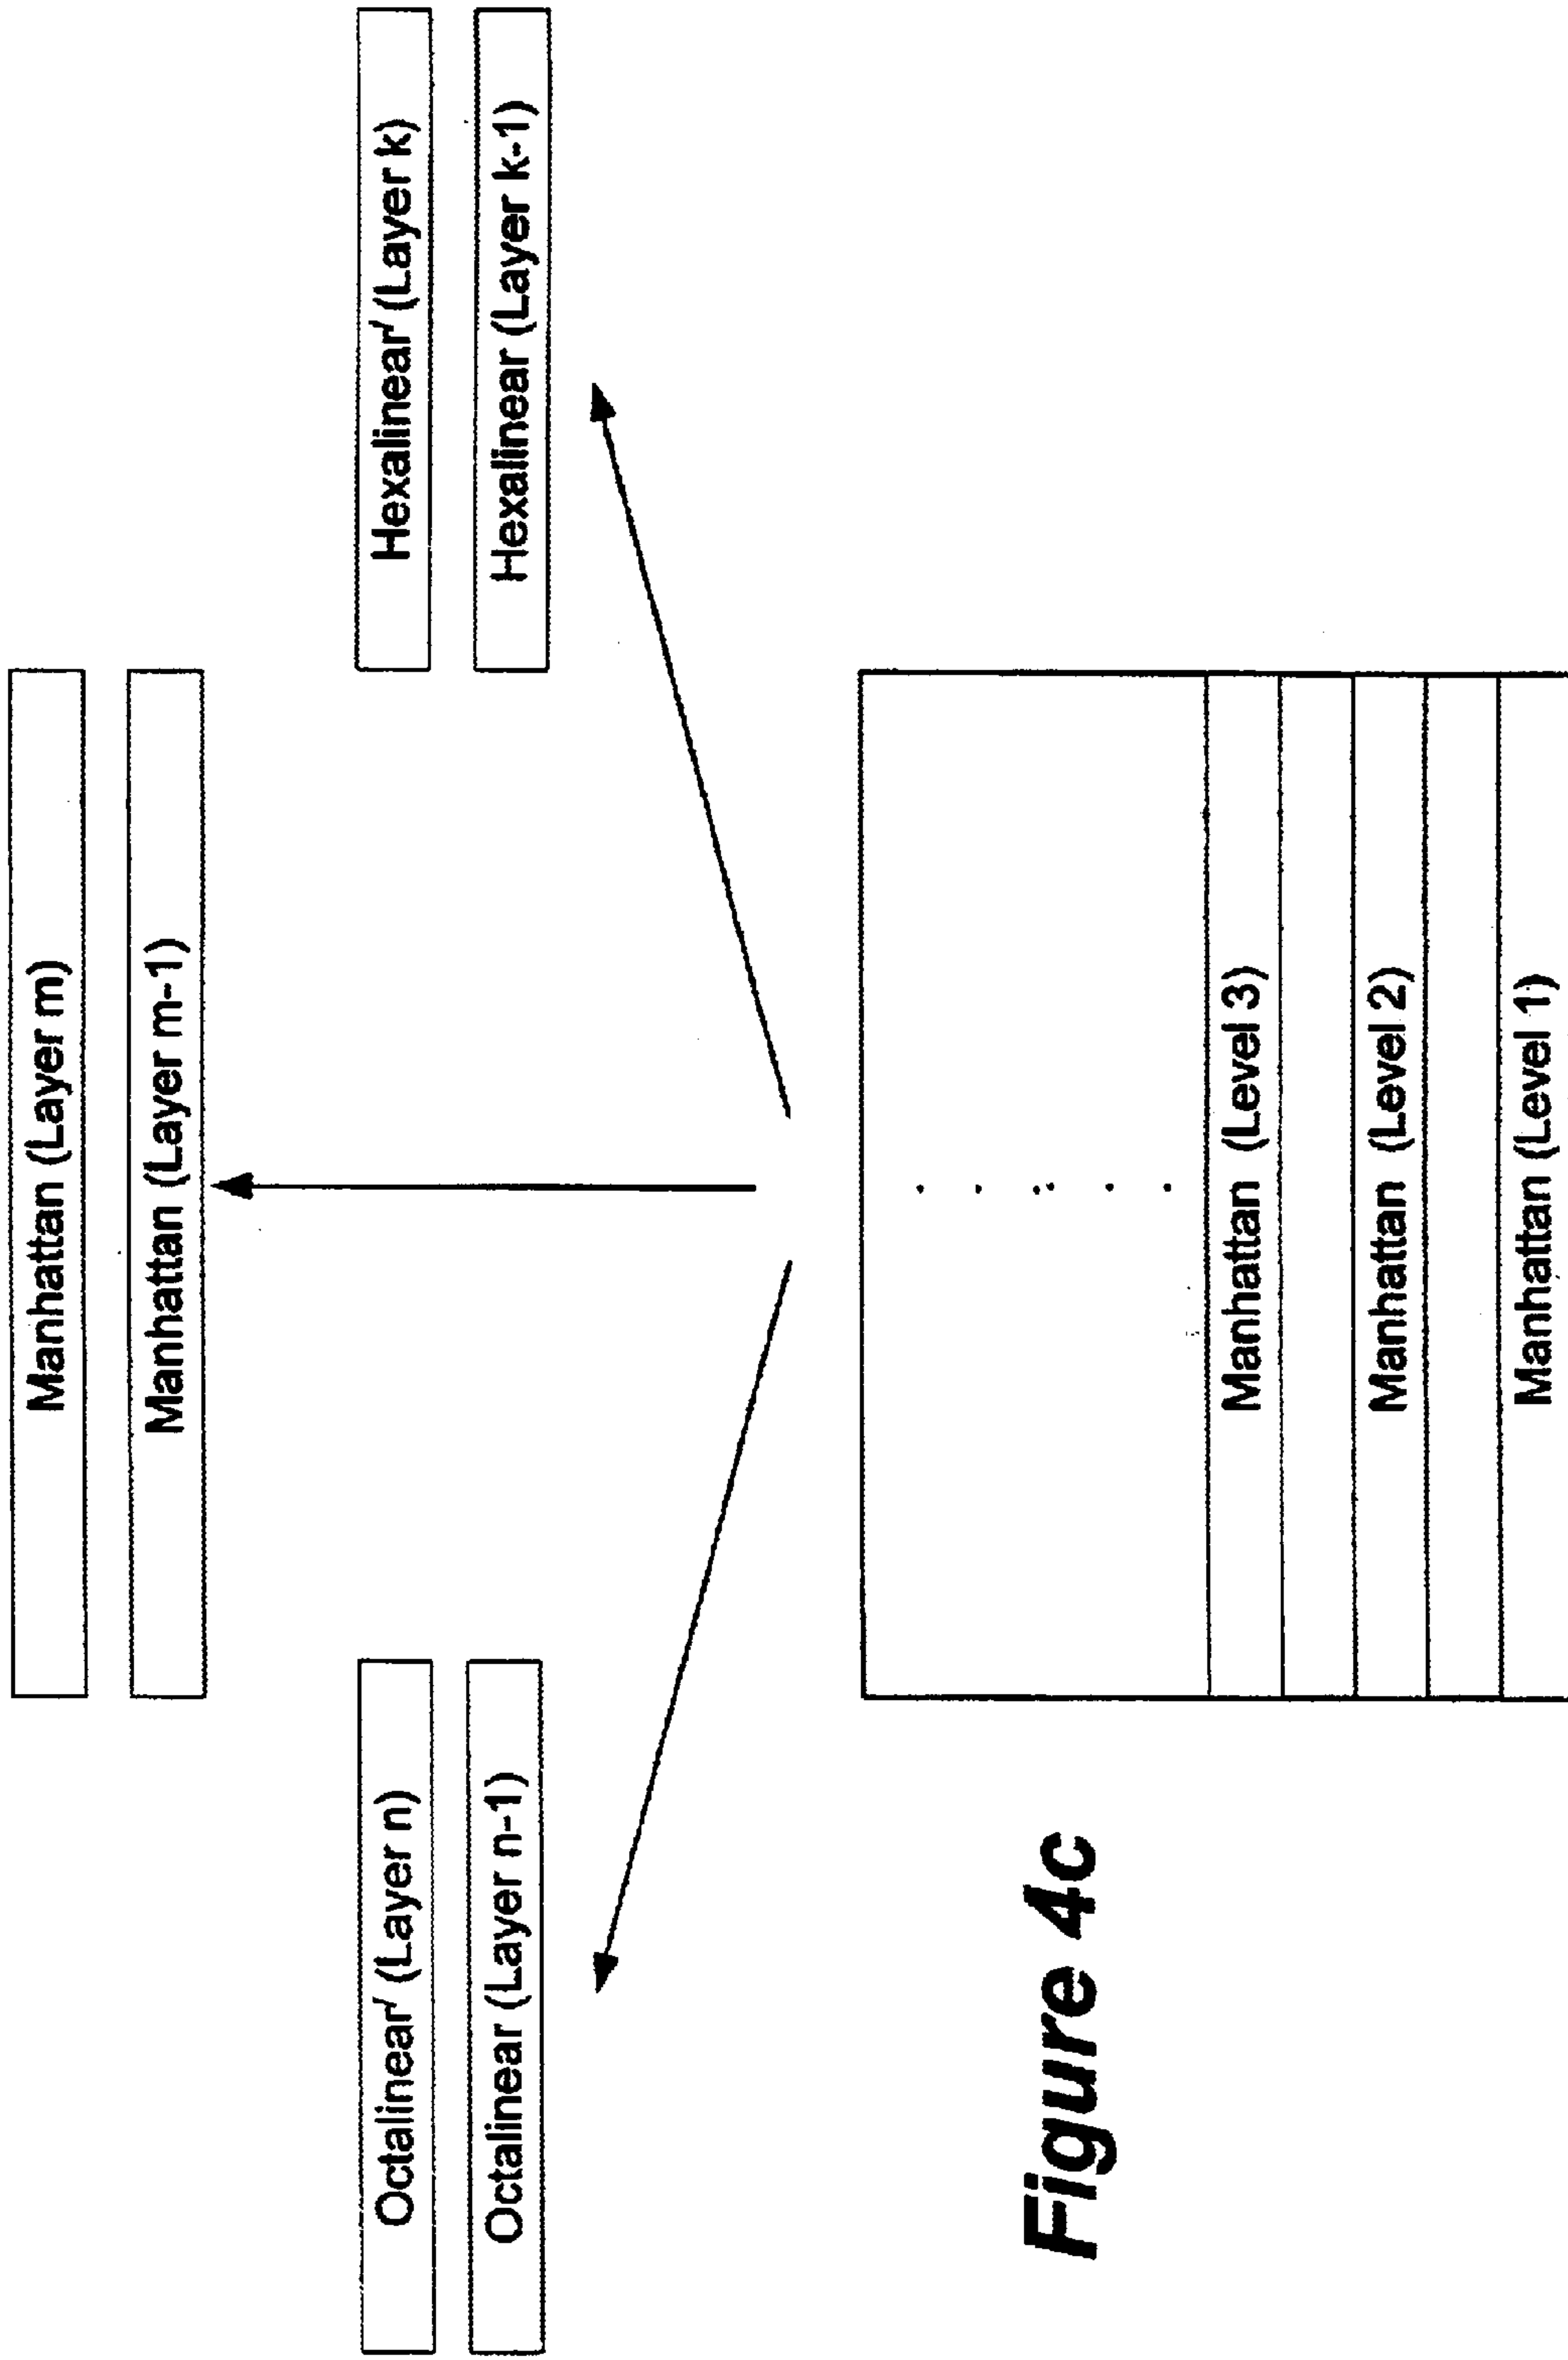 Manhattan (Layer m)
Manhattan (Layer m-1)
Octalinear' (Layer n)
Octalinear (Layer n-1)
Hexalinear' (Layer k)
Hexalinear (Layer k-1)
Manhattan (Level 3)
Manhattan (Level 2)
Manhattan (Level 1)
Figure 4c